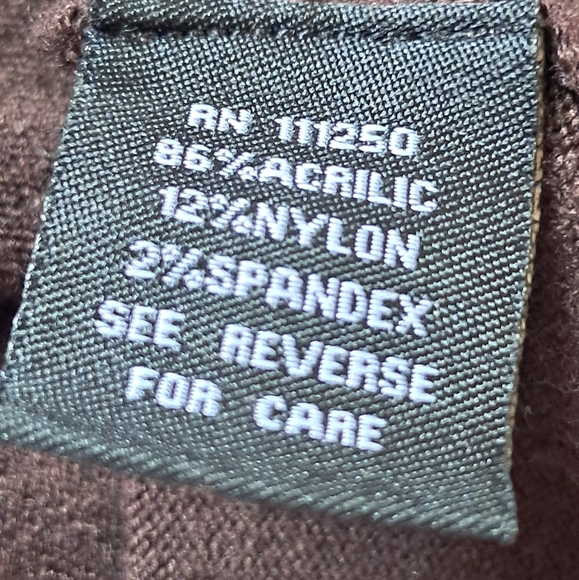 RN 111250
86%ACRILIC
12%NYLON
2%SPANDEX
SEE REVERSE
FOR CARE